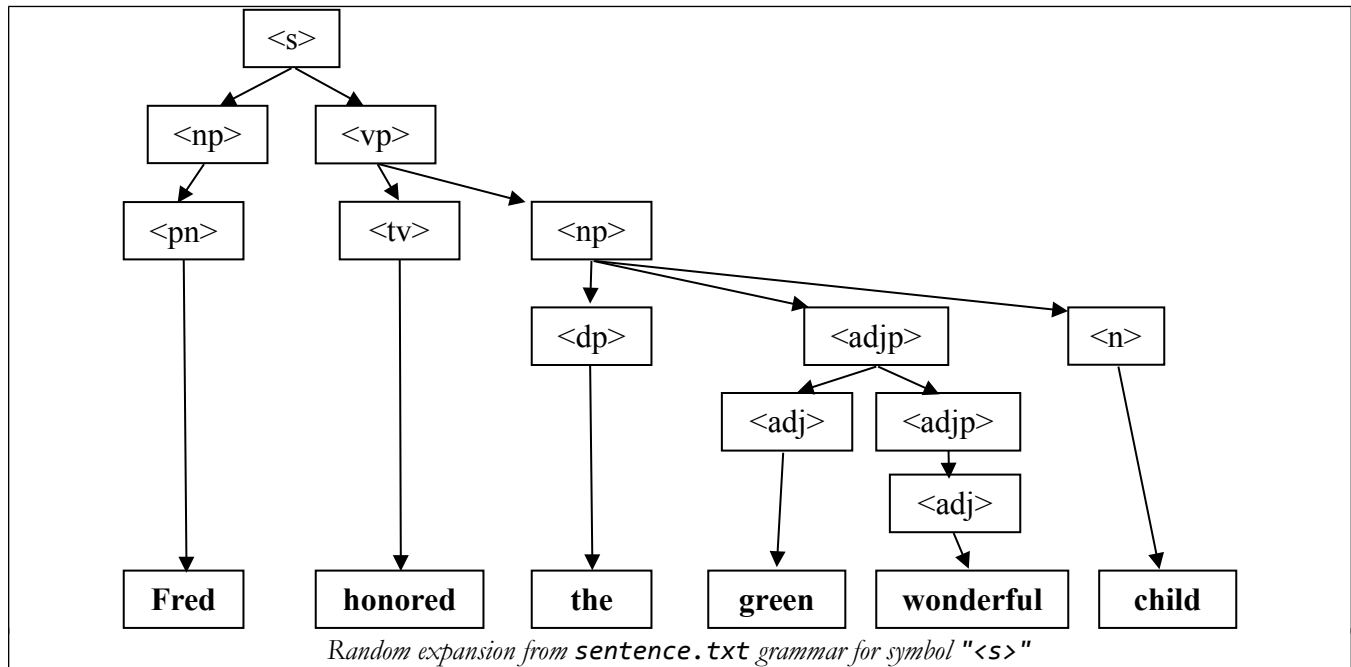 <s>
<np> <vp>
<pn> <tv> <np>
<dp> <adjp> <n>
<adj> <adjp>
<adj>
Fred honored the green wonderful child
Random expansion from sentence.txt grammar for symbol "<s>"